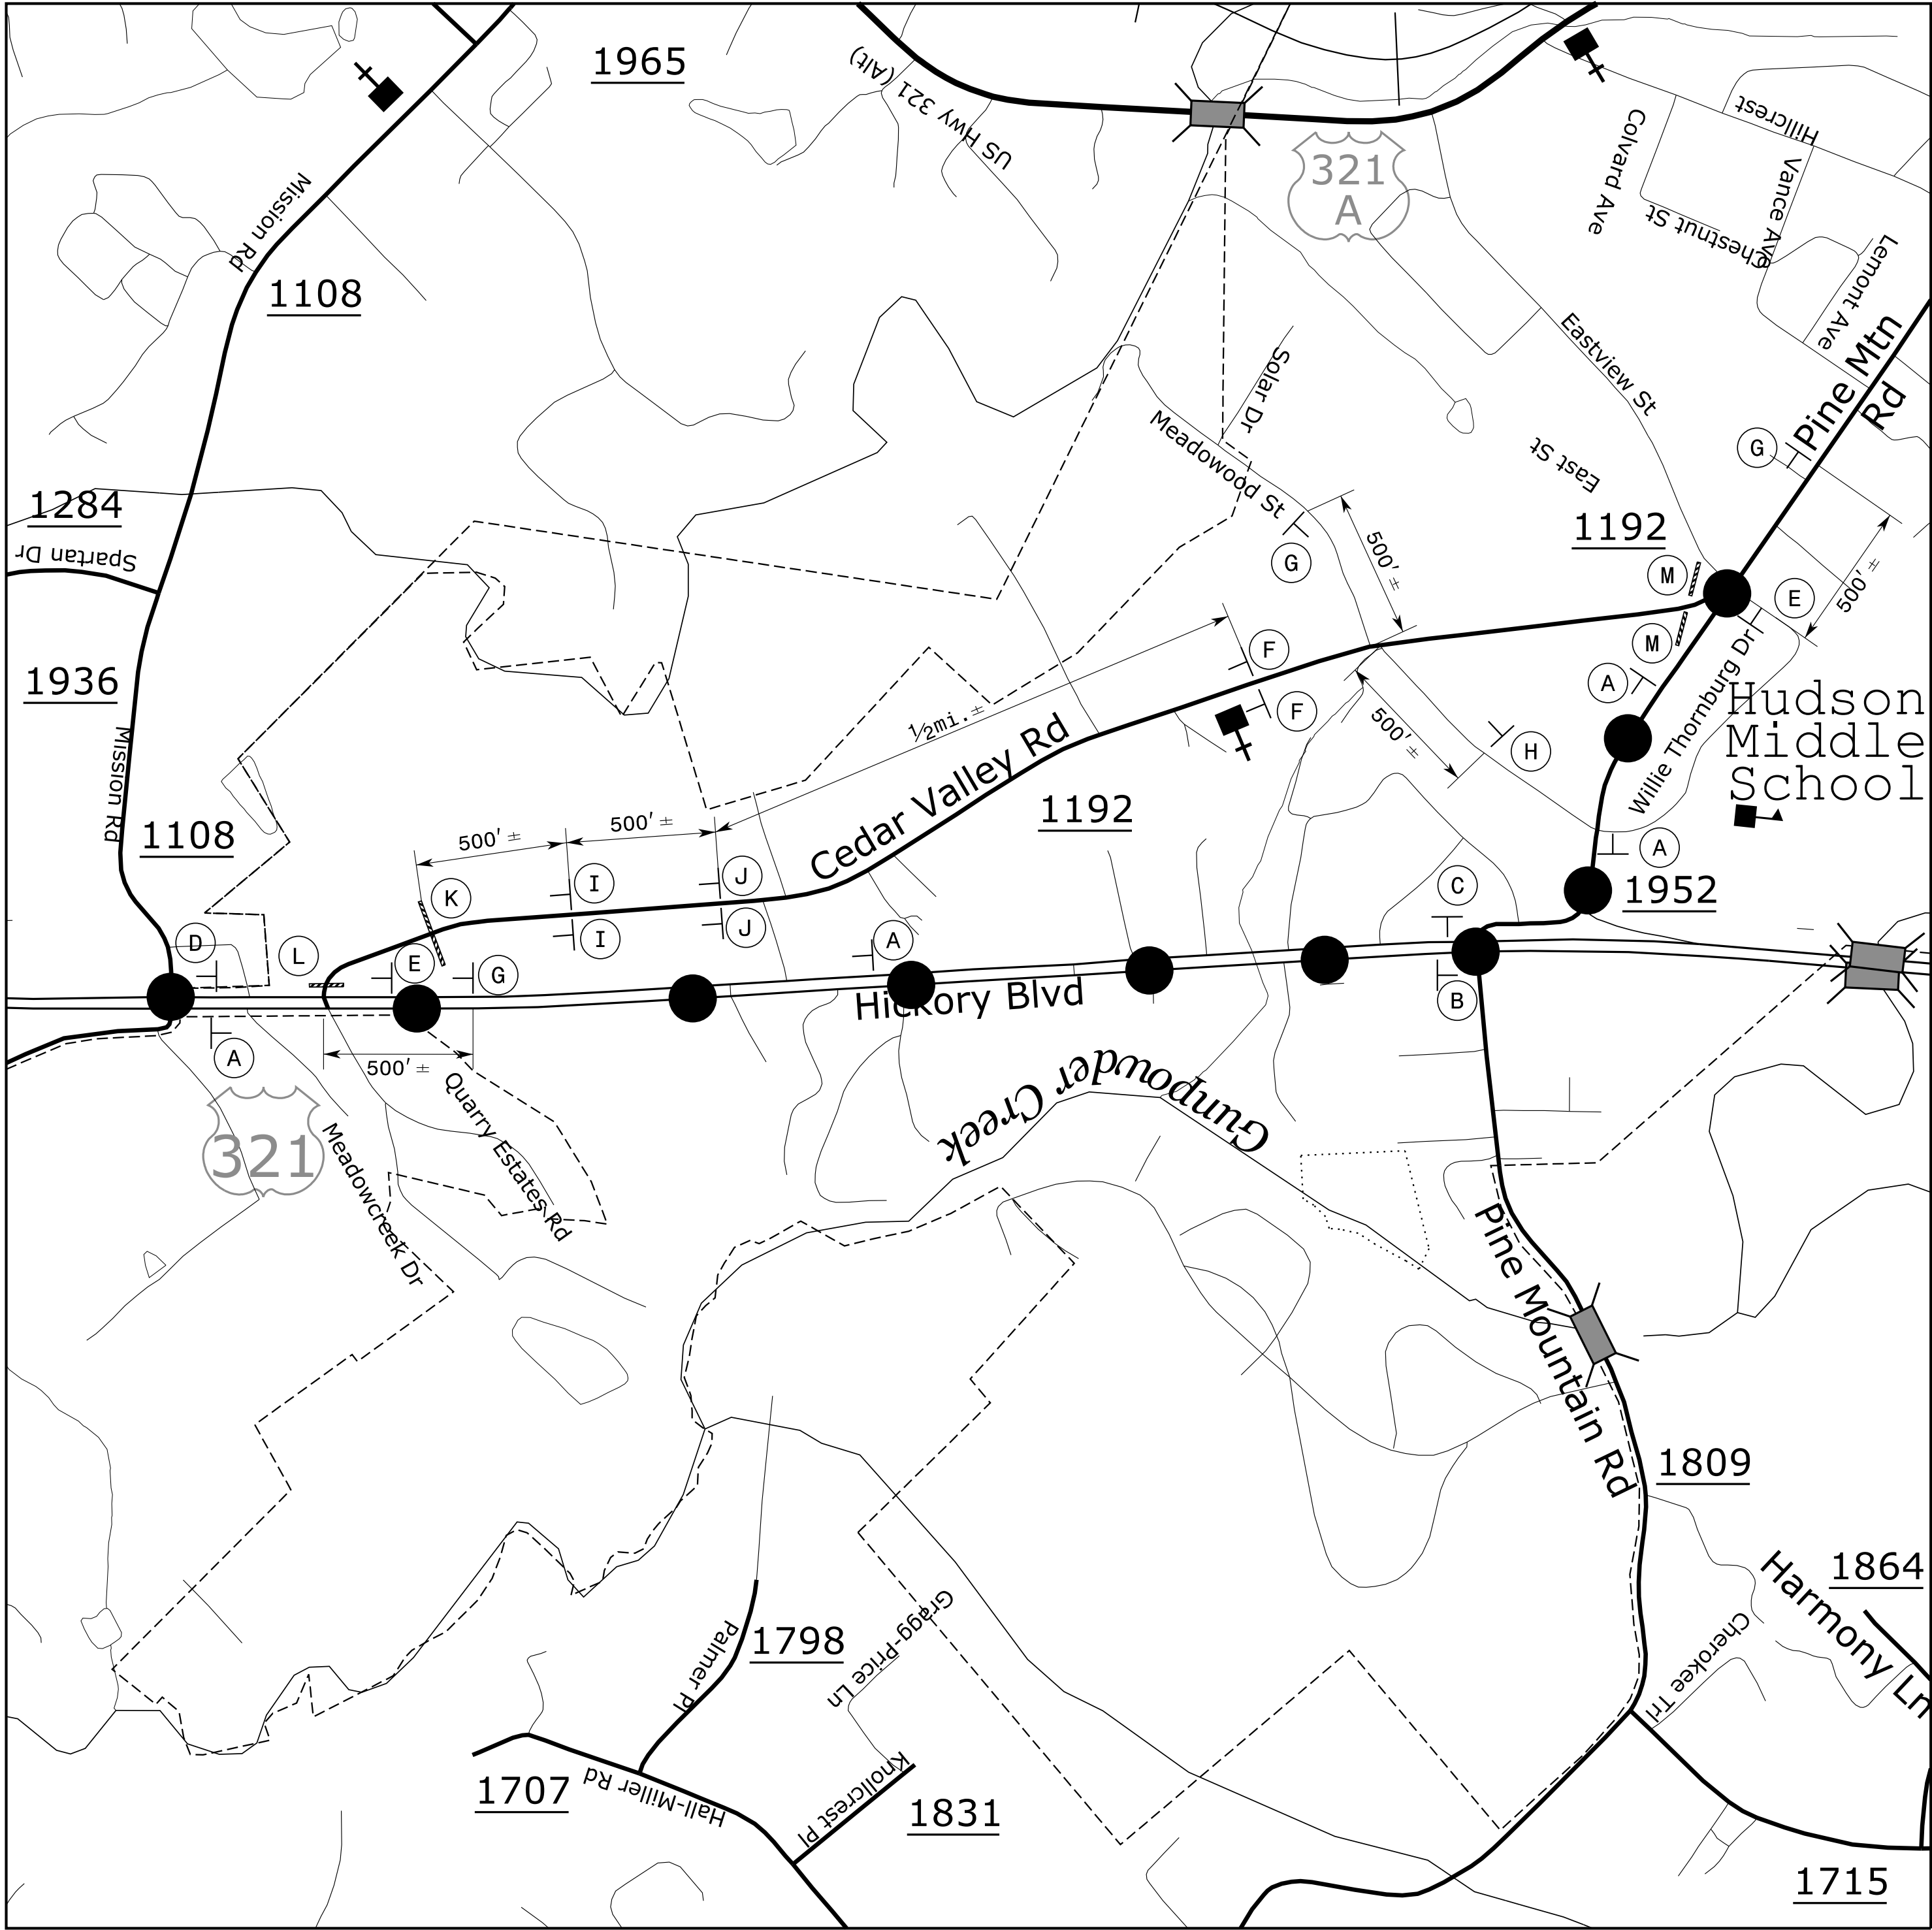 1965
US Hwy 321 (Alt)
321
A
Hillcrest
Colvard Ave
Vance Ave
Chestnut St
Lemont Ave
Mission Rd
1108
Eastview St
Pine Mtn
Rd
Solar Dr
Meadowood St
East St
G
1284
Spartan Dr
1192
G
500' ±
M
E
500' ±
M
F
A
Willie Thornburg Dr
Hudson
Middle
School
1936
Mission Rd
F
500' ±
H
½mi. ±
Cedar Valley Rd
1192
1108
500' ±
500' ±
A
K
I
J
C
1952
D
L
I
J
A
E
G
B
Hickory Blvd
A
500' ±
321
Quarry Estates Rd
Meadowcreek Dr
Gunpowder Creek
Pine Mountain Rd
1809
1864
Harmony Ln
Cherokee Trl
1798
Palmer Pl
Gragg-Price Ln
1707
Hall-Miller Rd
Knollcrest Pl
1831
1715